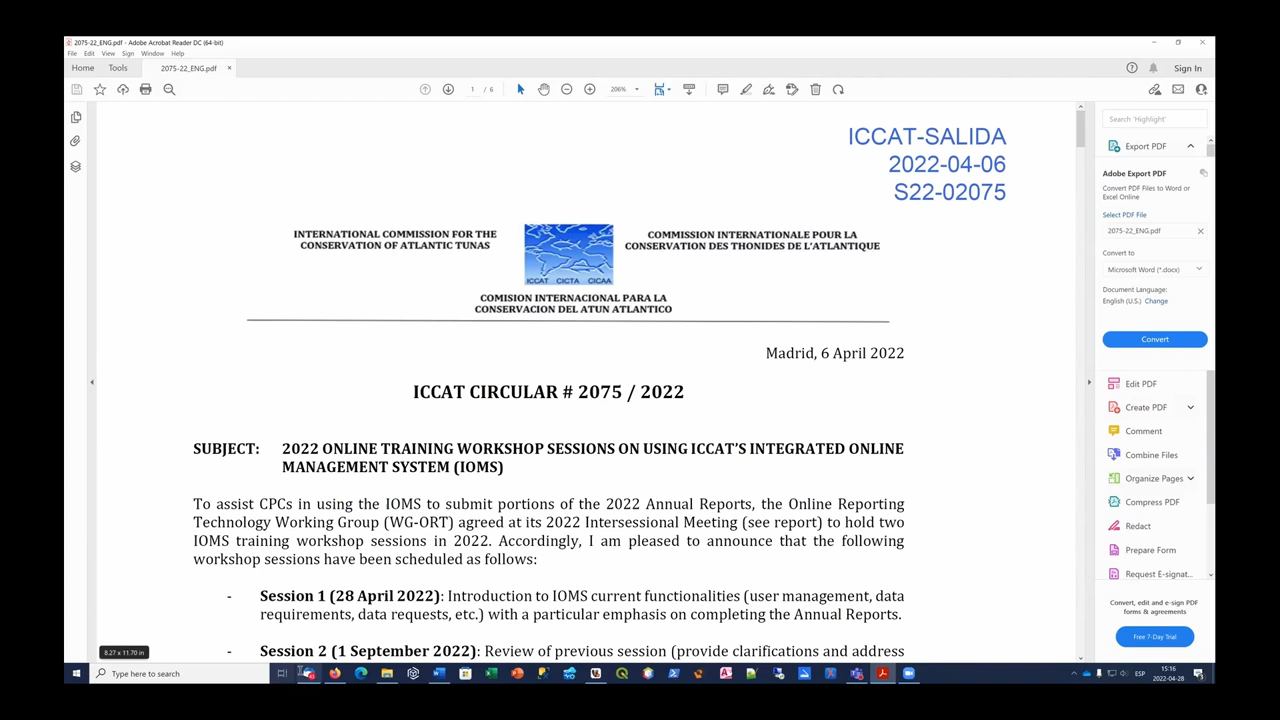 2075-22_ENG.pdf - Adobe Acrobat Reader DC (64-bit)
File Edit View Sign Window Help
Home Tools 2075-22_ENG.pdf × Sign In
1 / 6 206%
Search 'Highlight'
ICCAT-SALIDA
2022-04-06
S22-02075
INTERNATIONAL COMMISSION FOR THE
CONSERVATION OF ATLANTIC TUNAS
ICCAT CICTA CICAA
COMMISSION INTERNATIONALE POUR LA
CONSERVATION DES THONIDES DE L'ATLANTIQUE
COMISION INTERNACIONAL PARA LA
CONSERVACION DEL ATUN ATLANTICO
Madrid, 6 April 2022
ICCAT CIRCULAR # 2075 / 2022
SUBJECT: 2022 ONLINE TRAINING WORKSHOP SESSIONS ON USING ICCAT'S INTEGRATED ONLINE
MANAGEMENT SYSTEM (IOMS)
To assist CPCs in using the IOMS to submit portions of the 2022 Annual Reports, the Online Reporting
Technology Working Group (WG-ORT) agreed at its 2022 Intersessional Meeting (see report) to hold two
IOMS training workshop sessions in 2022. Accordingly, I am pleased to announce that the following
workshop sessions have been scheduled as follows:
- Session 1 (28 April 2022): Introduction to IOMS current functionalities (user management, data
requirements, data requests, etc.) with a particular emphasis on completing the Annual Reports.
- Session 2 (1 September 2022): Review of previous session (provide clarifications and address
8.27 x 11.70 in
Export PDF
Adobe Export PDF
Convert PDF Files to Word or
Excel Online
Select PDF File
2075-22_ENG.pdf
Convert to
Microsoft Word (*.docx)
Document Language:
English (U.S.) Change
Convert
Edit PDF
Create PDF
Comment
Combine Files
Organize Pages
Compress PDF
Redact
Prepare Form
Request E-signat...
Convert, edit and e-sign PDF
forms & agreements
Free 7-Day Trial
Type here to search
ESP
15:16
2022-04-28